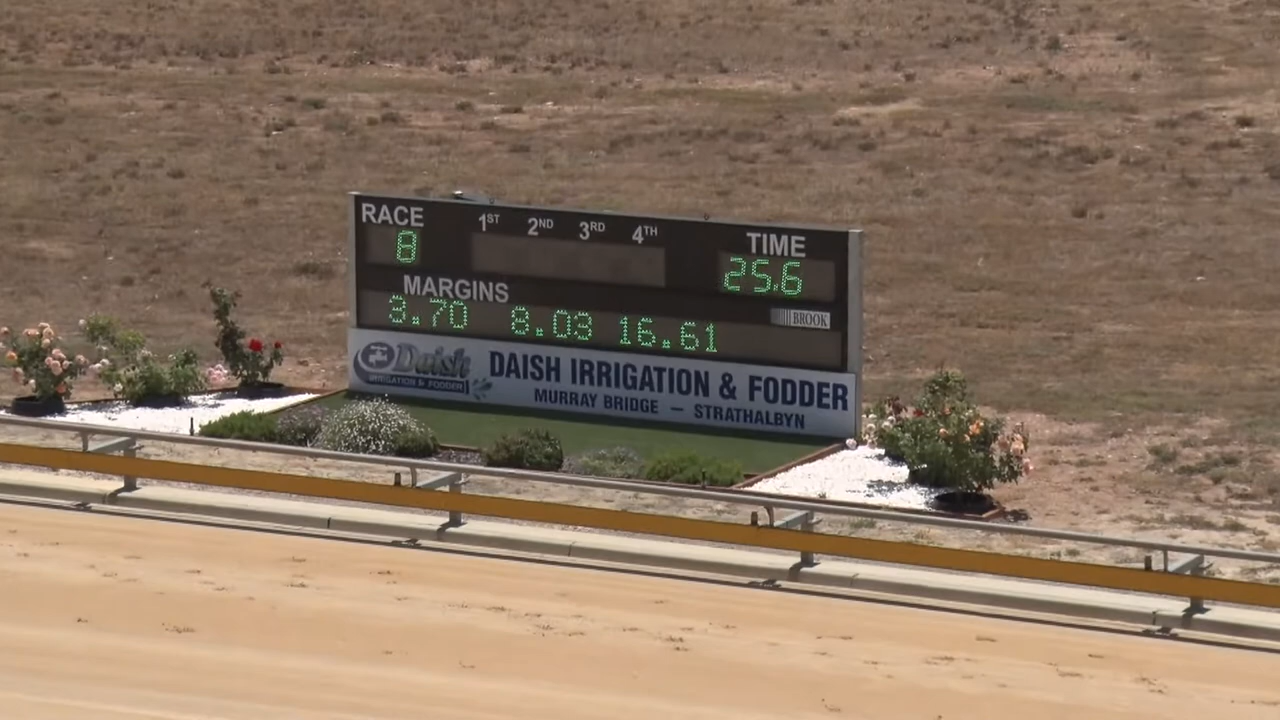 RACE 1ST 2ND 3RD 4TH TIME
8 25.6
MARGINS
3.70 8.03 16.61 BROOK
Daish
IRRIGATION & FODDER
DAISH IRRIGATION & FODDER
MURRAY BRIDGE — STRATHALBYN